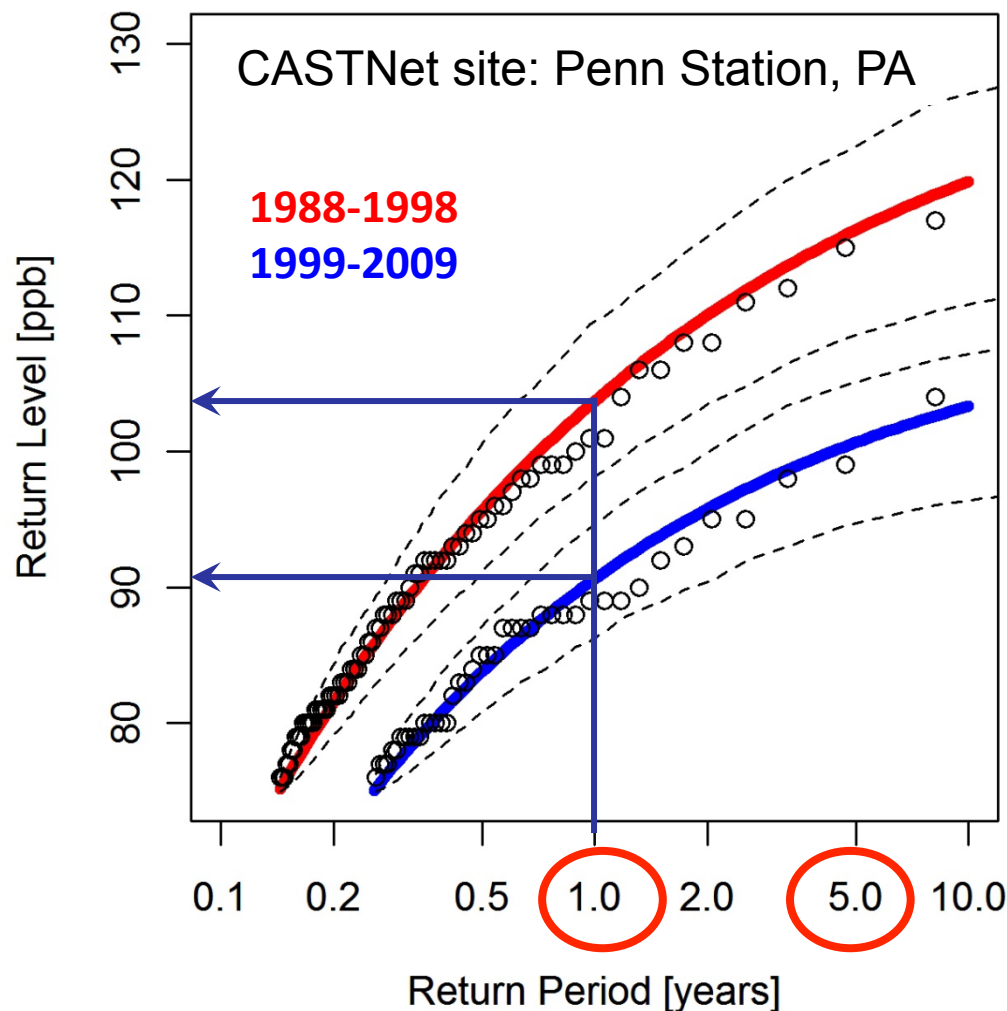 CASTNet site: Penn Station, PA
1988-1998
1999-2009
Return Level [ppb]
130
120
110
100
90
80
0.1 0.2 0.5 1.0 2.0 5.0 10.0
Return Period [years]